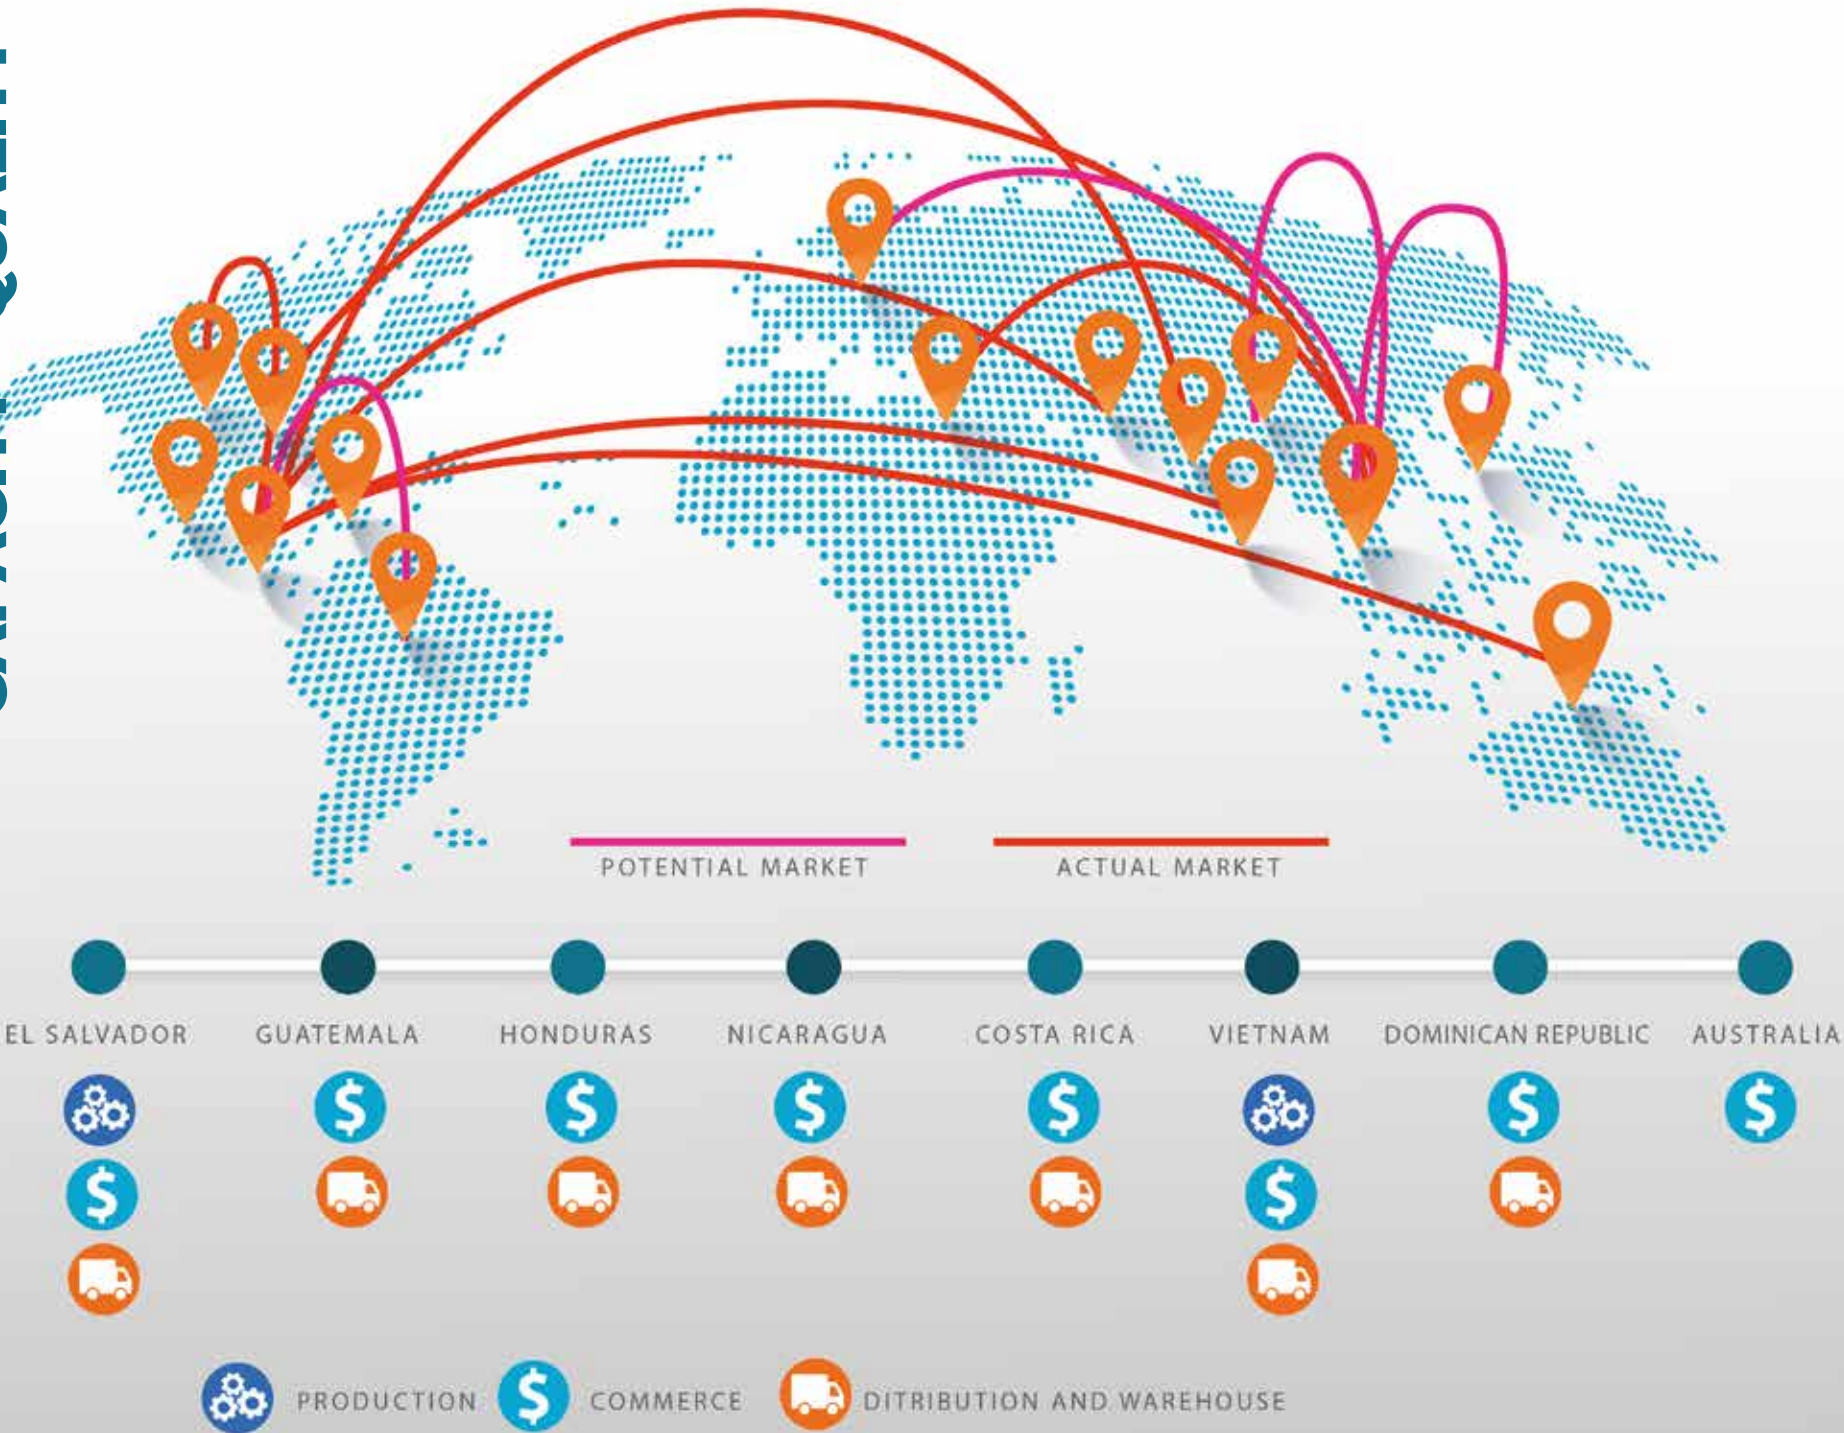 POTENTIAL MARKET
ACTUAL MARKET
EL SALVADOR
GUATEMALA
HONDURAS
NICARAGUA
COSTA RICA
VIETNAM
DOMINICAN REPUBLIC
AUSTRALIA
PRODUCTION
COMMERCE
DITRIBUTION AND WAREHOUSE